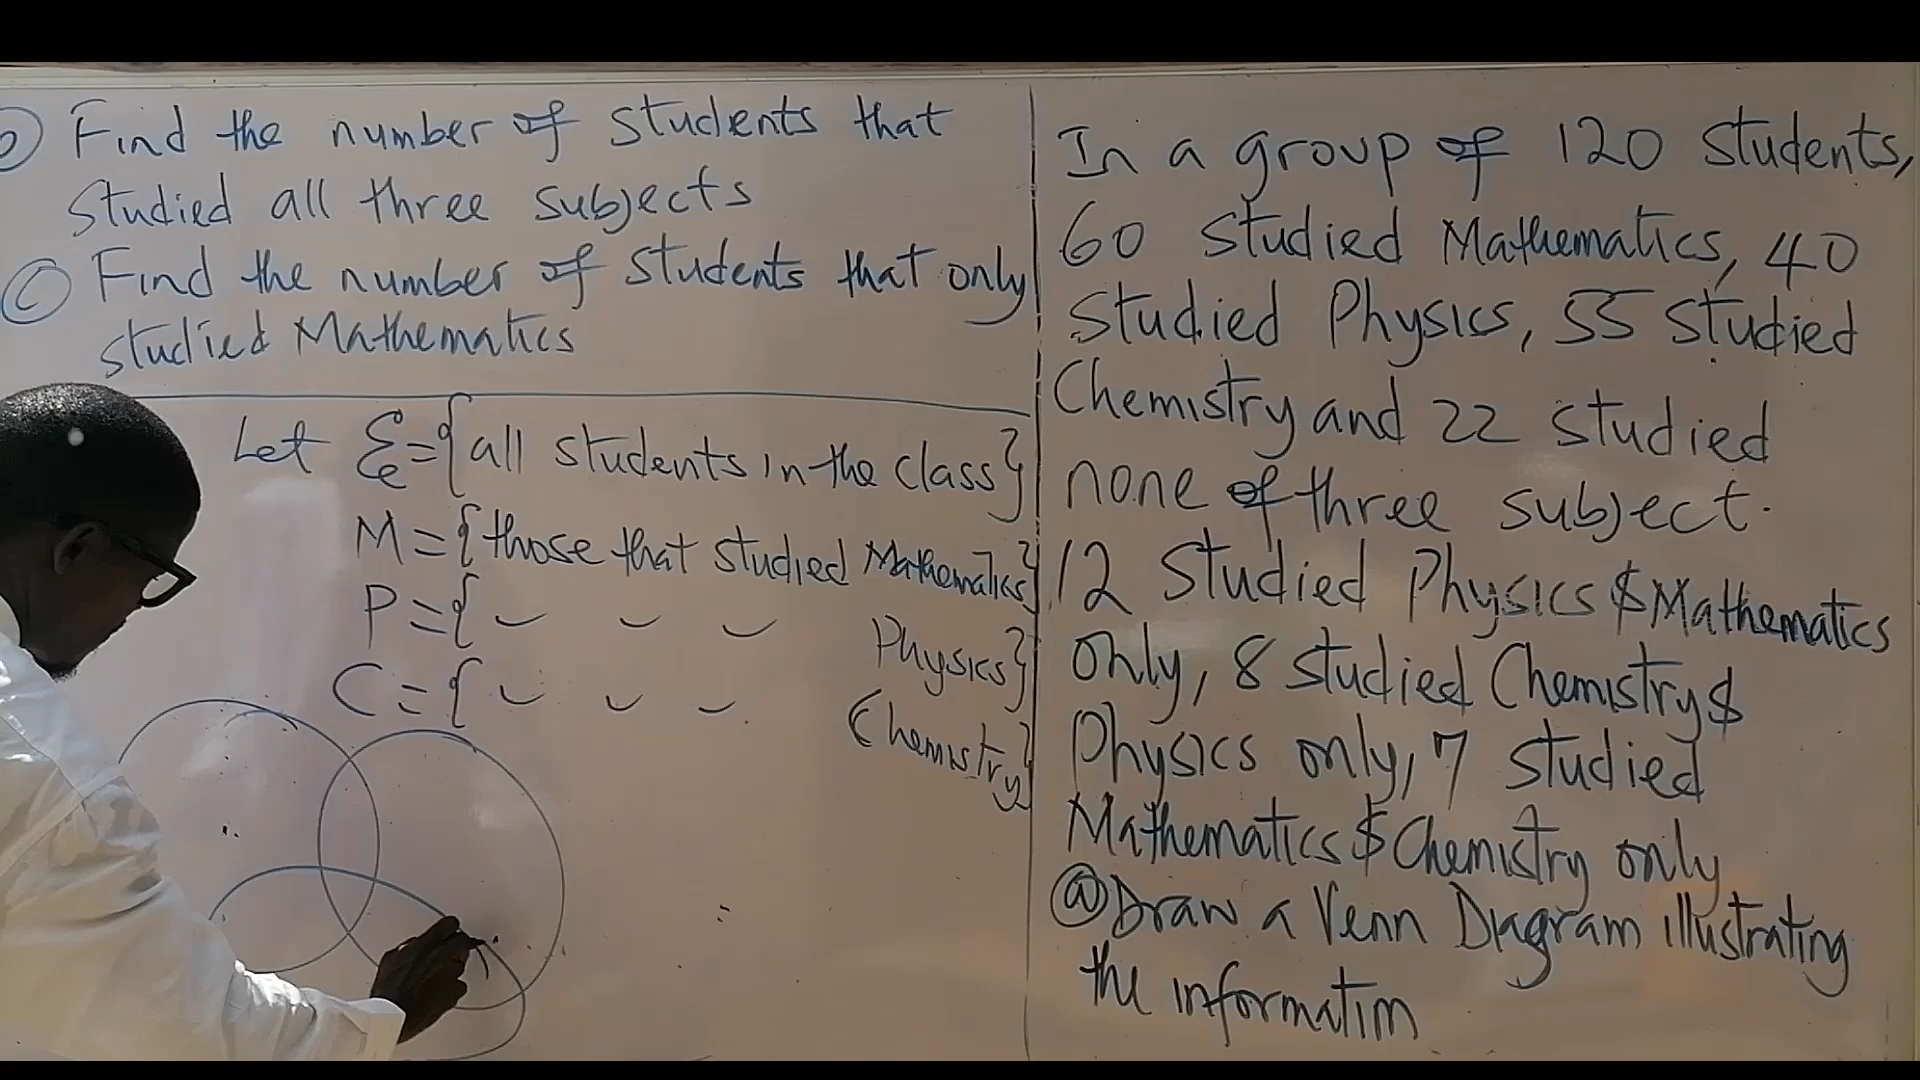 In a group of 120 students,
60 studied Mathematics, 40
studied Physics, 55 studied
Chemistry and 22 studied
none of three subject.
12 studied Physics $ Mathematics
only, 8 studied Chemistry $
Physics only, 7 studied
Mathematics $ Chemistry only
(a) Draw a Venn Diagram illustrating
the information
Find the number of students that
studied all three subjects
(c) Find the number of students that only
studied Mathematics
Let ℰ = {all students in the class}
M = {those that studied Mathematics}
P = { Physics}
C = { Chemistry}